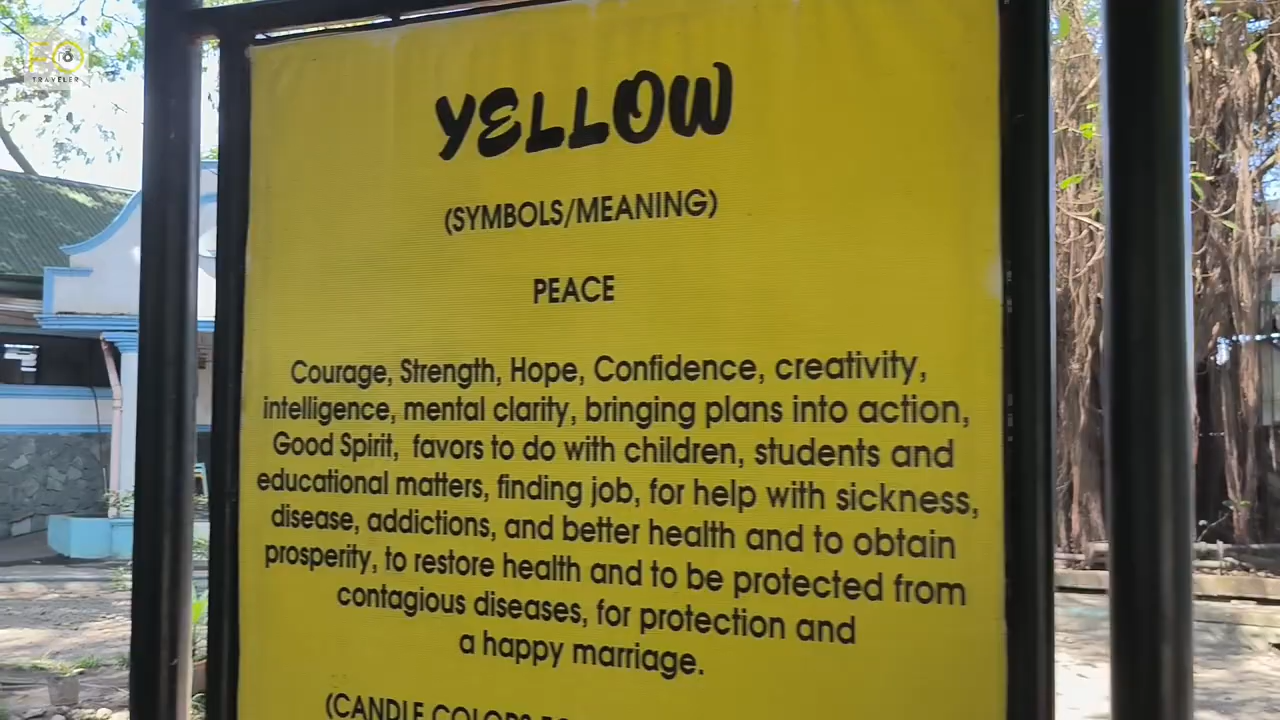 TRAVELER
YELLOW
(SYMBOLS/MEANING)
PEACE
Courage, Strength, Hope, Confidence, creativity,
intelligence, mental clarity, bringing plans into action,
Good Spirit, favors to do with children, students and
educational matters, finding job, for help with sickness,
disease, addictions, and better health and to obtain
prosperity, to restore health and to be protected from
contagious diseases, for protection and
a happy marriage.
(CANDLE COLORS